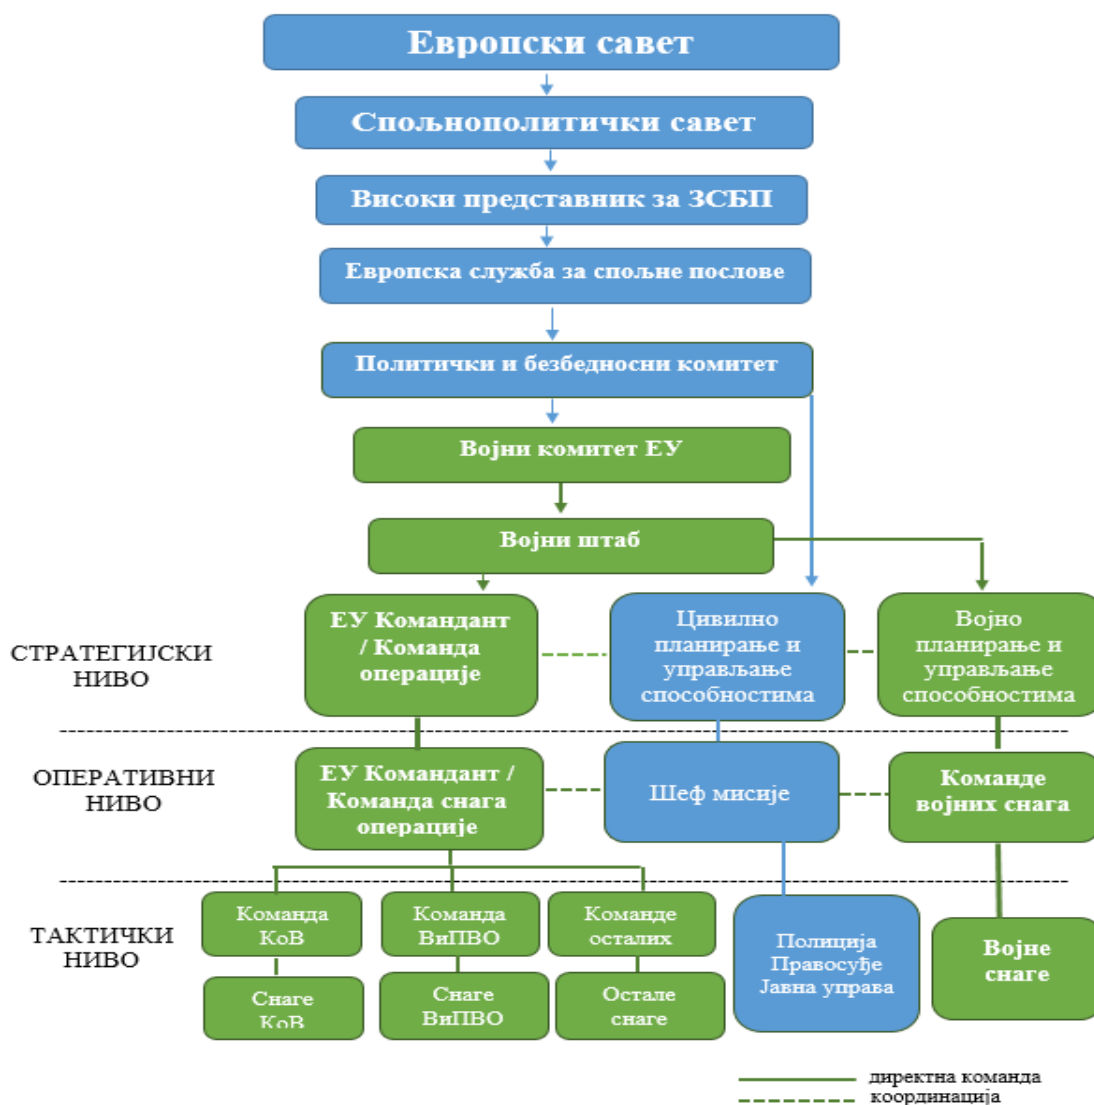 Европски савет
Спољнополитички савет
Високи представник за ЗСБП
Европска служба за спољне послове
Политички и безбедносни комитет
Војни комитет ЕУ
Војни штаб
СТРАТЕГИЈСКИ
НИВО
ЕУ Командант
/ Команда
операције
Цивилно
планирање и
управљање
способностима
Војно
планирање и
управљање
способностима
ОПЕРАТИВНИ
НИВО
ЕУ Командант /
Команда снага
операције
Шеф мисије
Команде
војних снага
ТАКТИЧКИ
НИВО
Команда
КоВ
Команда
ВиПВО
Команде
осталих
Снаге
КоВ
Снаге
ВиПВО
Остале
снаге
Полиција
Правосуђе
Јавна управа
Војне
снаге
директна команда
координација